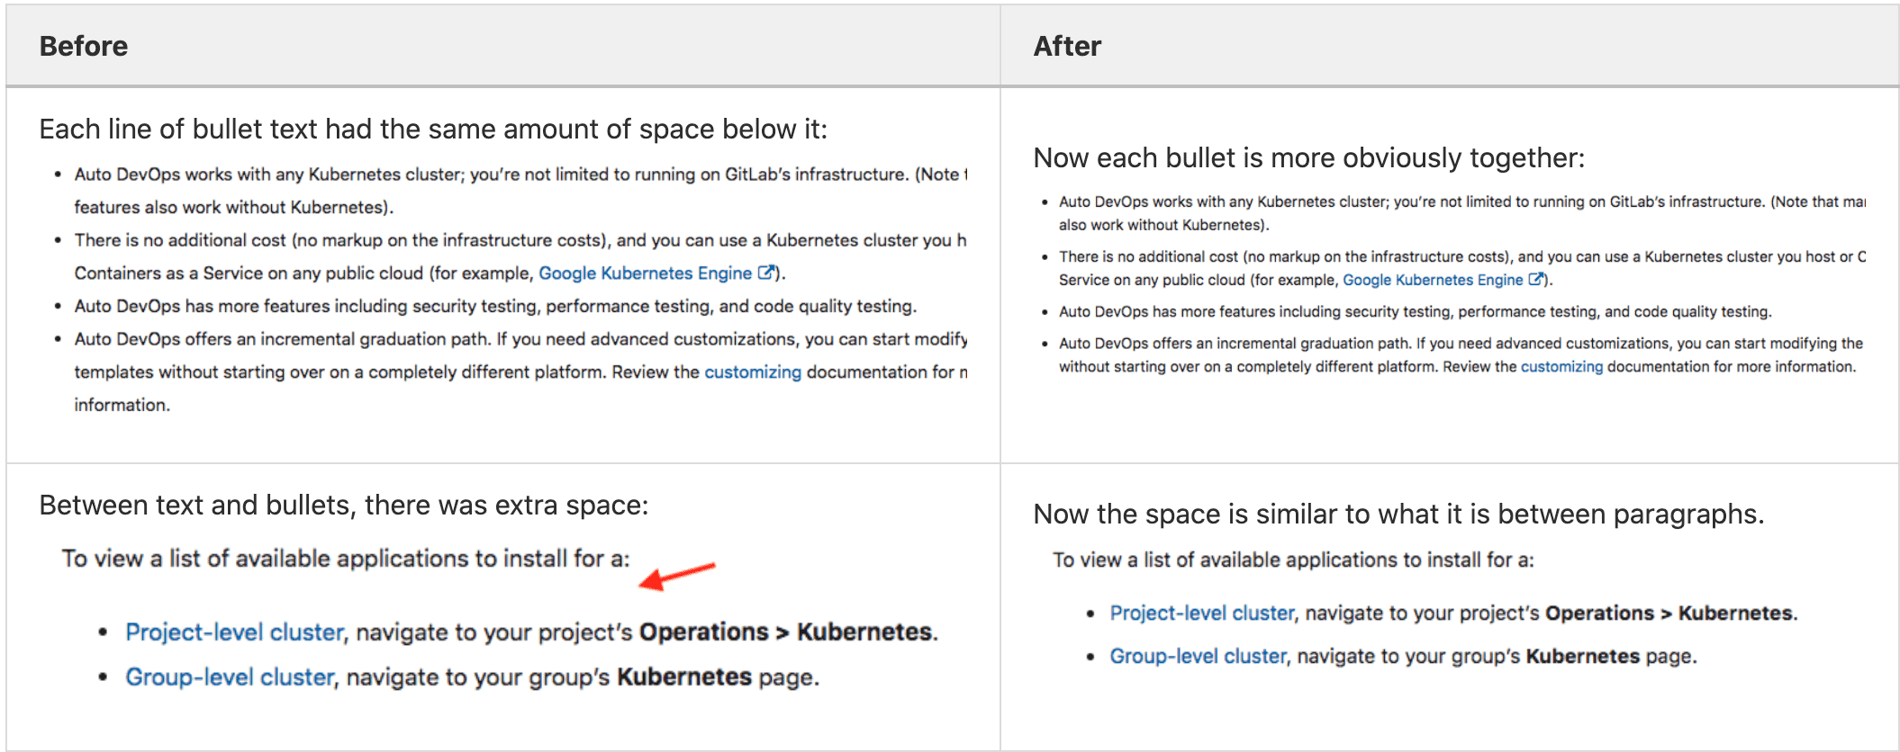 Before
After
Each line of bullet text had the same amount of space below it:
• Auto DevOps works with any Kubernetes cluster; you're not limited to running on GitLab's infrastructure. (Note
features also work without Kubernetes).
• There is no additional cost (no markup on the infrastructure costs), and you can use a Kubernetes cluster you
Containers as a Service on any public cloud (for example, Google Kubernetes Engine).
• Auto DevOps has more features including security testing, performance testing, and code quality testing.
• Auto DevOps offers an incremental graduation path. If you need advanced customizations, you can start modify
templates without starting over on a completely different platform. Review the customizing documentation for
information.
Now each bullet is more obviously together:
• Auto DevOps works with any Kubernetes cluster; you're not limited to running on GitLab's infrastructure. (Note that
also work without Kubernetes).
• There is no additional cost (no markup on the infrastructure costs), and you can use a Kubernetes cluster you host or
Service on any public cloud (for example, Google Kubernetes Engine).
• Auto DevOps has more features including security testing, performance testing, and code quality testing.
• Auto DevOps offers an incremental graduation path. If you need advanced customizations, you can start modifying the
without starting over on a completely different platform. Review the customizing documentation for more information.
Between text and bullets, there was extra space:
To view a list of available applications to install for a:
• Project-level cluster, navigate to your project's Operations > Kubernetes.
• Group-level cluster, navigate to your group's Kubernetes page.
Now the space is similar to what it is between paragraphs.
To view a list of available applications to install for a:
• Project-level cluster, navigate to your project's Operations > Kubernetes.
• Group-level cluster, navigate to your group's Kubernetes page.